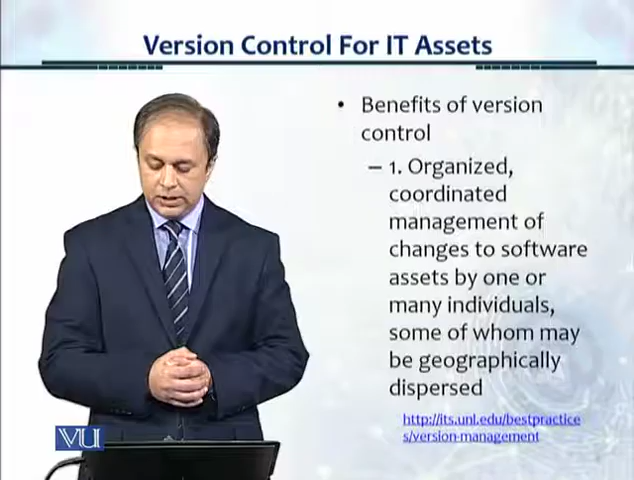 Version Control For IT Assets
• Benefits of version
control
– 1. Organized,
coordinated
management of
changes to software
assets by one or
many individuals,
some of whom may
be geographically
dispersed
http://its.unl.edu/bestpractice
s/version-management
VU